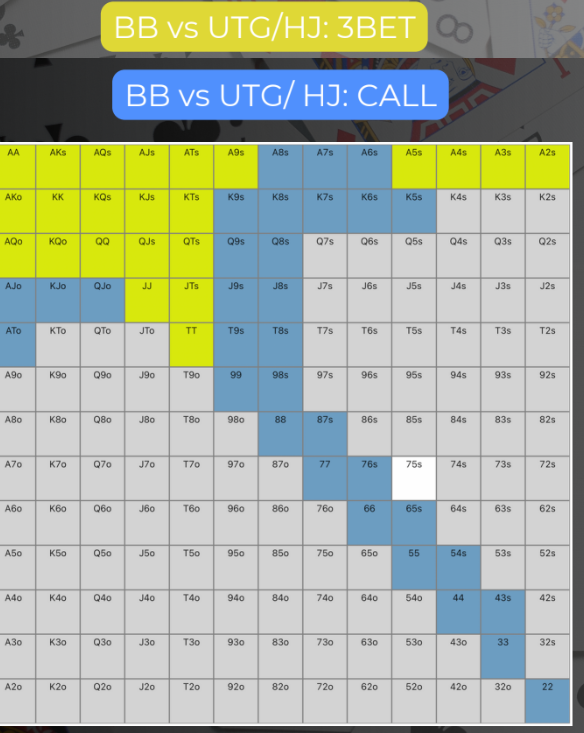 BB vs UTG/HJ: 3BET
BB vs UTG/ HJ: CALL
AA AKs AQs AJs ATs A9s A8s A7s A6s A5s A4s A3s A2s
AKo KK KQs KJs KTs K9s K8s K7s K6s K5s K4s K3s K2s
AQo KQo QQ QJs QTs Q9s Q8s Q7s Q6s Q5s Q4s Q3s Q2s
AJo KJo QJo JJ JTs J9s J8s J7s J6s J5s J4s J3s J2s
ATo KTo QTo JTo TT T9s T8s T7s T6s T5s T4s T3s T2s
A9o K9o Q9o J9o T9o 99 98s 97s 96s 95s 94s 93s 92s
A8o K8o Q8o J8o T8o 98o 88 87s 86s 85s 84s 83s 82s
A7o K7o Q7o J7o T7o 97o 87o 77 76s 75s 74s 73s 72s
A6o K6o Q6o J6o T6o 96o 86o 76o 66 65s 64s 63s 62s
A5o K5o Q5o J5o T5o 95o 85o 75o 65o 55 54s 53s 52s
A4o K4o Q4o J4o T4o 94o 84o 74o 64o 54o 44 43s 42s
A3o K3o Q3o J3o T3o 93o 83o 73o 63o 53o 43o 33 32s
A2o K2o Q2o J2o T2o 92o 82o 72o 62o 52o 42o 32o 22